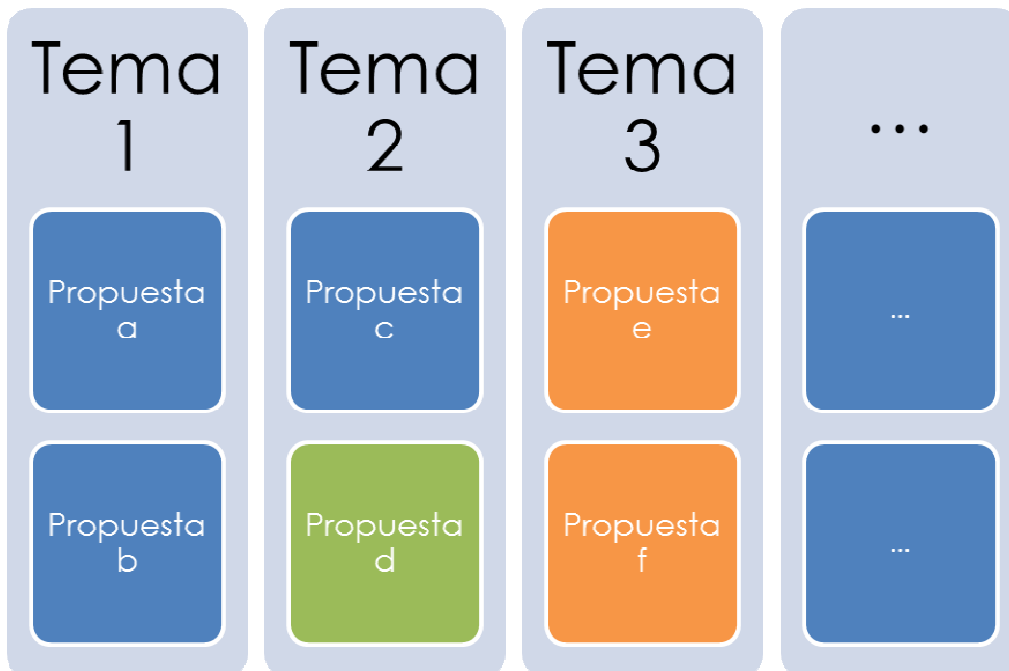 Tema
1
Propuesta
a
Propuesta
b
Tema
2
Propuesta
c
Propuesta
d
Tema
3
Propuesta
e
Propuesta
f
...
...
...